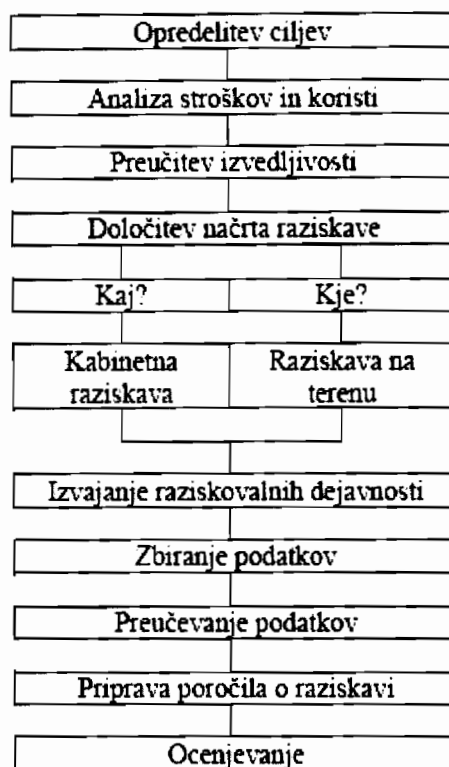 Opredelitev ciljev
Analiza stroškov in koristi
Preučitev izvedljivosti
Določitev načrta raziskave
Kaj?
Kje?
Kabinetna
raziskava
Raziskava na
terenu
Izvajanje raziskovalnih dejavnosti
Zbiranje podatkov
Preučevanje podatkov
Priprava poročila o raziskavi
Ocenjevanje